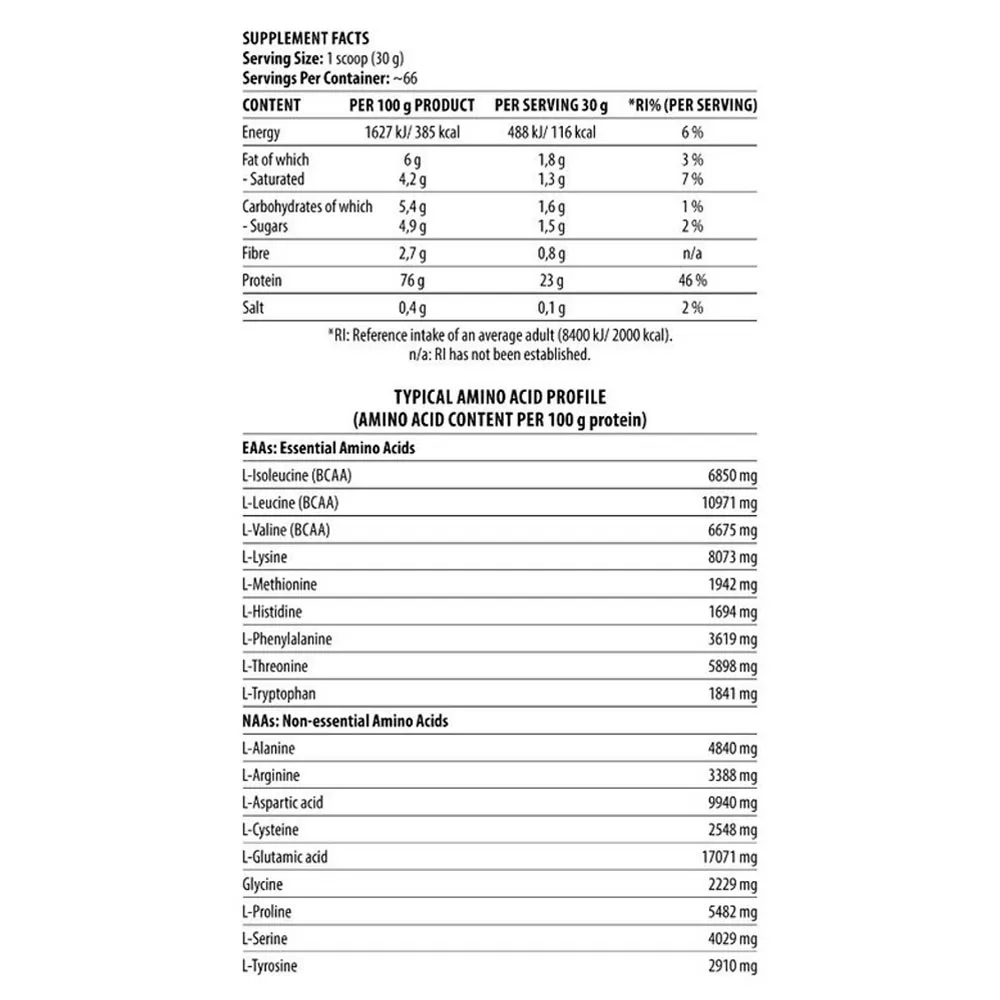 SUPPLEMENT FACTS
Serving Size: 1 scoop (30 g)
Servings Per Container: ~66
CONTENT PER 100 g PRODUCT PER SERVING 30 g *RI% (PER SERVING)
Energy 1627 kJ/ 385 kcal 488 kJ/ 116 kcal 6 %
Fat of which 6 g 1,8 g 3 %
- Saturated 4,2 g 1,3 g 7 %
Carbohydrates of which 5,4 g 1,6 g 1 %
- Sugars 4,9 g 1,5 g 2 %
Fibre 2,7 g 0,8 g n/a
Protein 76 g 23 g 46 %
Salt 0,4 g 0,1 g 2 %
*RI: Reference intake of an average adult (8400 kJ/ 2000 kcal).
n/a: RI has not been established.
TYPICAL AMINO ACID PROFILE
(AMINO ACID CONTENT PER 100 g protein)
EAAs: Essential Amino Acids
L-Isoleucine (BCAA) 6850 mg
L-Leucine (BCAA) 10971 mg
L-Valine (BCAA) 6675 mg
L-Lysine 8073 mg
L-Methionine 1942 mg
L-Histidine 1694 mg
L-Phenylalanine 3619 mg
L-Threonine 5898 mg
L-Tryptophan 1841 mg
NAAs: Non-essential Amino Acids
L-Alanine 4840 mg
L-Arginine 3388 mg
L-Aspartic acid 9940 mg
L-Cysteine 2548 mg
L-Glutamic acid 17071 mg
Glycine 2229 mg
L-Proline 5482 mg
L-Serine 4029 mg
L-Tyrosine 2910 mg